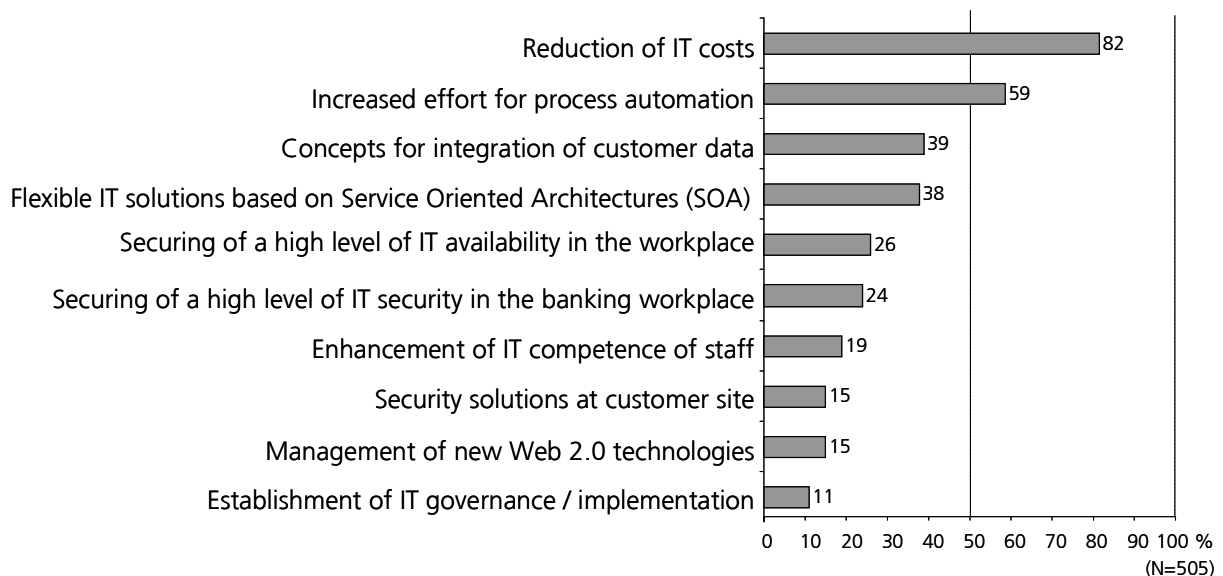 Reduction of IT costs 82
Increased effort for process automation 59
Concepts for integration of customer data 39
Flexible IT solutions based on Service Oriented Architectures (SOA) 38
Securing of a high level of IT availability in the workplace 26
Securing of a high level of IT security in the banking workplace 24
Enhancement of IT competence of staff 19
Security solutions at customer site 15
Management of new Web 2.0 technologies 15
Establishment of IT governance / implementation 11
0 10 20 30 40 50 60 70 80 90 100 %
(N=505)